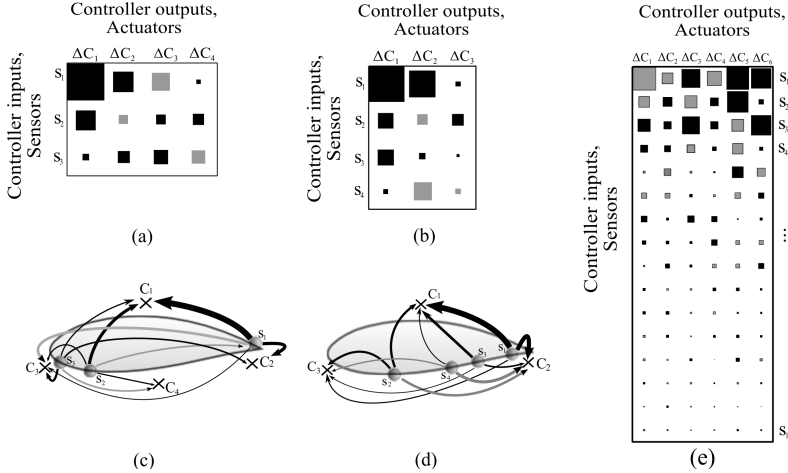 Controller outputs,
Actuators
ΔC₁ ΔC₂ ΔC₃ ΔC₄
Controller inputs,
Sensors
S₁
S₂
S₃
(a)
Controller outputs,
Actuators
ΔC₁ ΔC₂ ΔC₃
Controller inputs,
Sensors
S₁
S₂
S₃
S₄
(b)
Controller outputs,
Actuators
ΔC₁ ΔC₂ ΔC₃ ΔC₄ ΔC₅ ΔC₆
Controller inputs,
Sensors
S₁
S₂
S₃
S₄
...
S₁
(e)
C₁
S₁
C₂
C₃
S₃
S₂
C₄
(c)
C₁
C₃
S₂
S₄
S₃
S₁
C₂
(d)